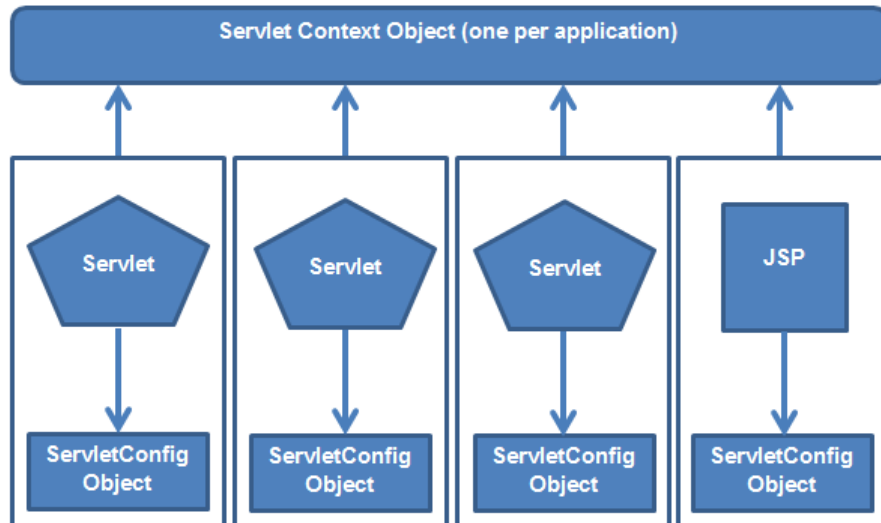 Servlet Context Object (one per application)
Servlet
Servlet
Servlet
JSP
ServletConfig
Object
ServletConfig
Object
ServletConfig
Object
ServletConfig
Object